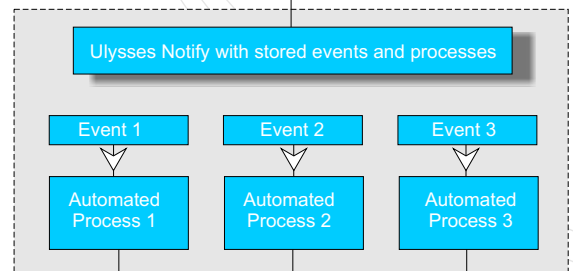 Ulysses Notify with stored events and processes
Event 1
Event 2
Event 3
Automated
Process 1
Automated
Process 2
Automated
Process 3